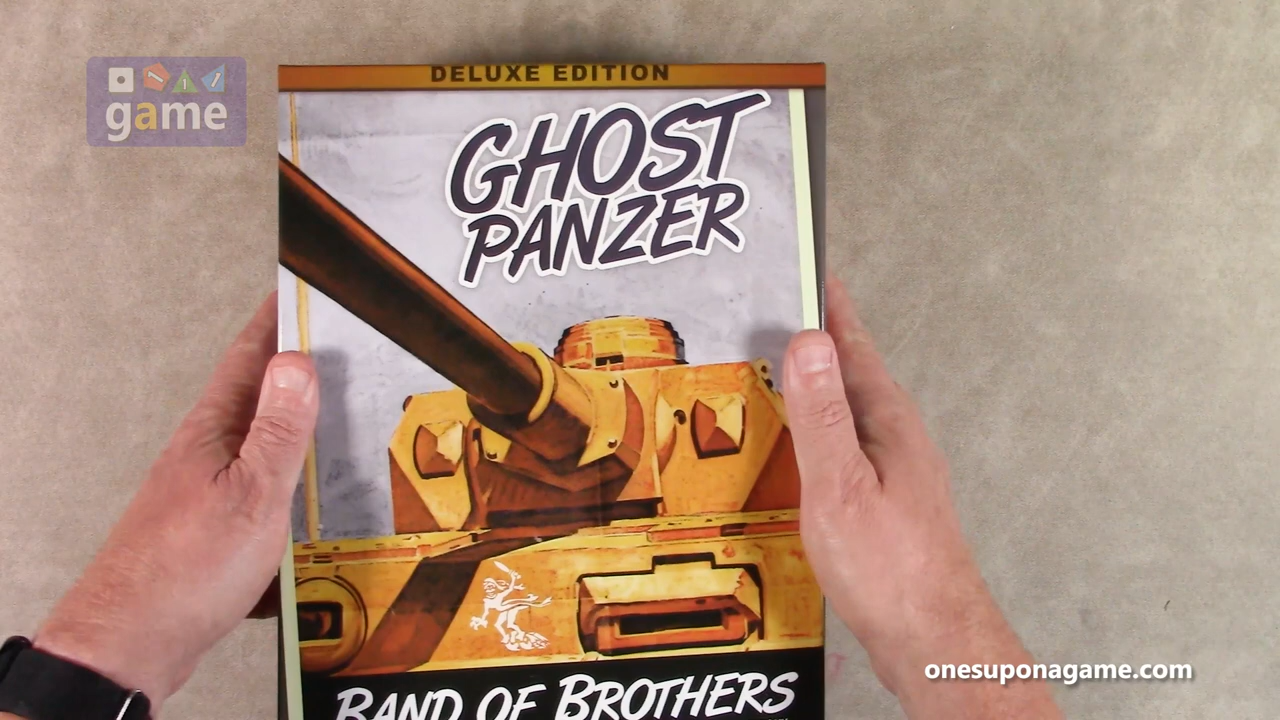 DELUXE EDITION
game
GHOST
PANZER
BAND OF BROTHERS
onesuponagame.com